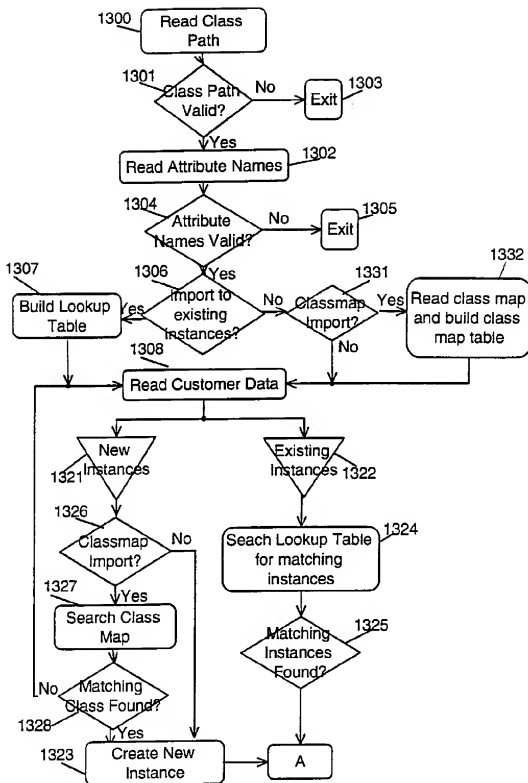 1300
Read Class
Path
1301
Class Path
Valid?
No
Exit
1303
Yes
Read Attribute Names
1302
1304
Attribute
Names Valid?
No
Exit
1305
Yes
1307
Build Lookup
Table
Yes
1306
Import to
existing
instances?
No
1331
Classmap
Import?
Yes
No
1332
Read class map
and build class
map table
1308
Read Customer Data
New
Instances
1321
Existing
Instances
1322
1326
Classmap
Import?
No
Yes
Seach Lookup Table
for matching
instances
1324
1327
Search Class
Map
Matching
Instances
Found?
1325
No
Matching
Class Found?
1328
Yes
1323
Create New
Instance
A